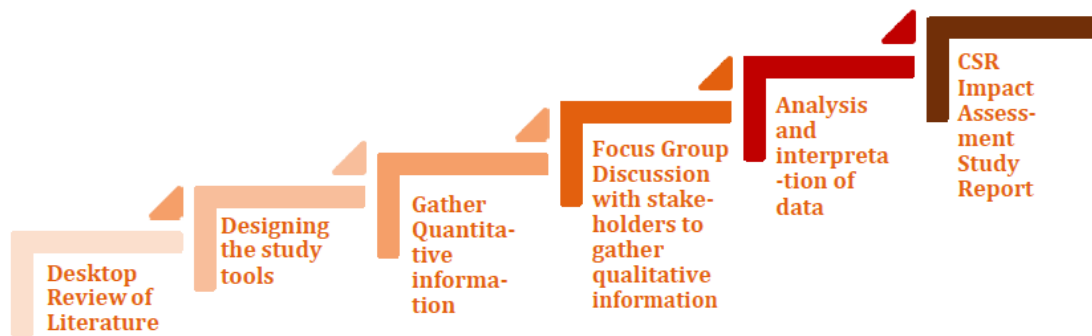 Desktop
Review of
Literature
Designing
the study
tools
Gather
Quantita-
tive
informa-
tion
Focus Group
Discussion
with stake-
holders to
gather
qualitative
information
Analysis
and
interpreta
-tion of
data
CSR
Impact
Assess-
ment
Study
Report